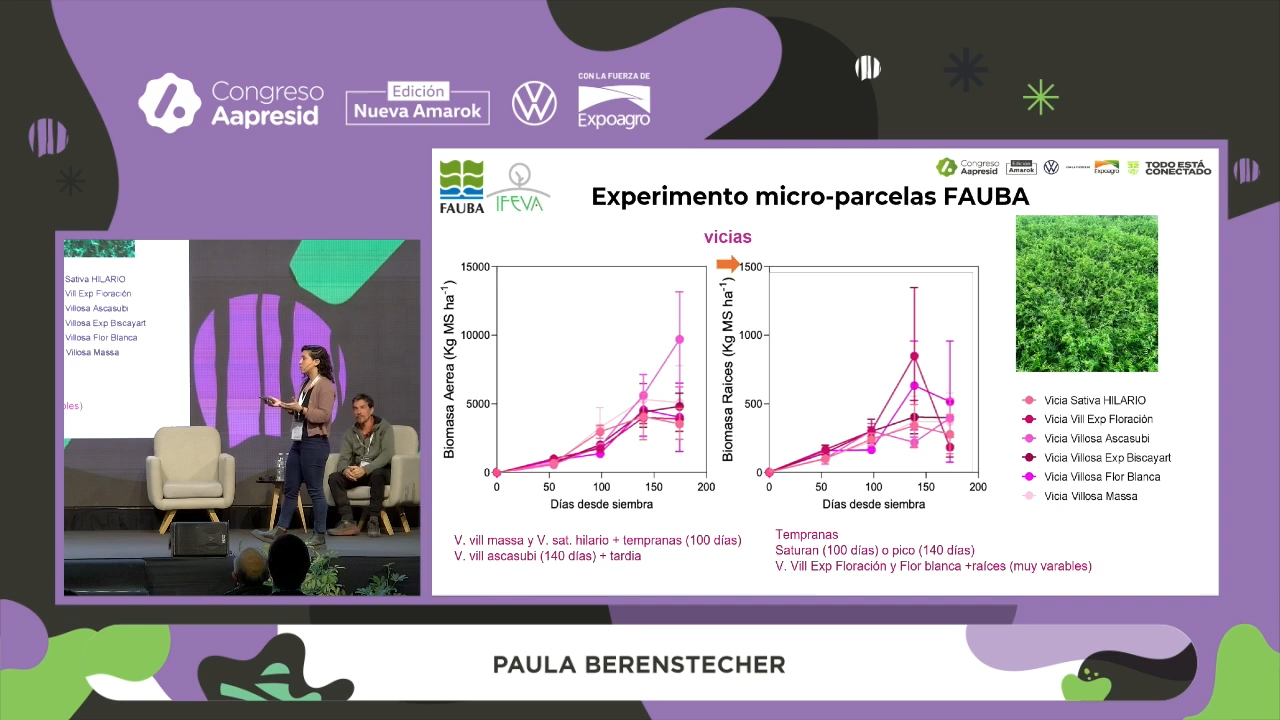 Congreso
Aapresid
Edición
Nueva Amarok
CON LA FUERZA DE
Expoagro
FAUBA
IFEVA
Congreso
Aapresid
Edición
Amarok
Expoagro
TODO ESTÁ
CONECTADO
Experimento micro-parcelas FAUBA
vicias
15000
10000
5000
0
Biomasa Aerea (Kg MS ha-1)
0 50 100 150 200
Días desde siembra
1500
1000
500
0
Biomasa Raices (Kg MS ha-1)
0 50 100 150 200
Días desde siembra
Vicia Sativa HILARIO
Vicia Vill Exp Floración
Vicia Villosa Ascasubi
Vicia Villosa Exp Biscayart
Vicia Villosa Flor Blanca
Vicia Villosa Massa
V. vill massa y V. sat. hilario + tempranas (100 días)
V. vill ascasubi (140 días) + tardia
Tempranas
Saturan (100 días) o pico (140 días)
V. Vill Exp Floración y Flor blanca +raíces (muy varables)
Sativa HILARIO
Vill Exp Floración
Villosa Ascasubi
Villosa Exp Biscayart
Villosa Flor Blanca
Villosa Massa
bles)
PAULA BERENSTECHER